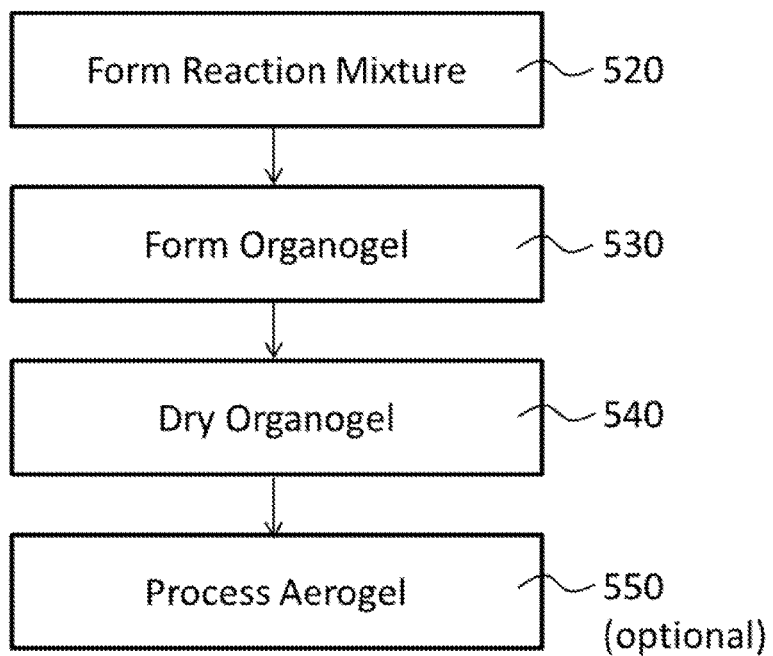 Form Reaction Mixture 520
Form Organogel 530
Dry Organogel 540
Process Aerogel 550
(optional)